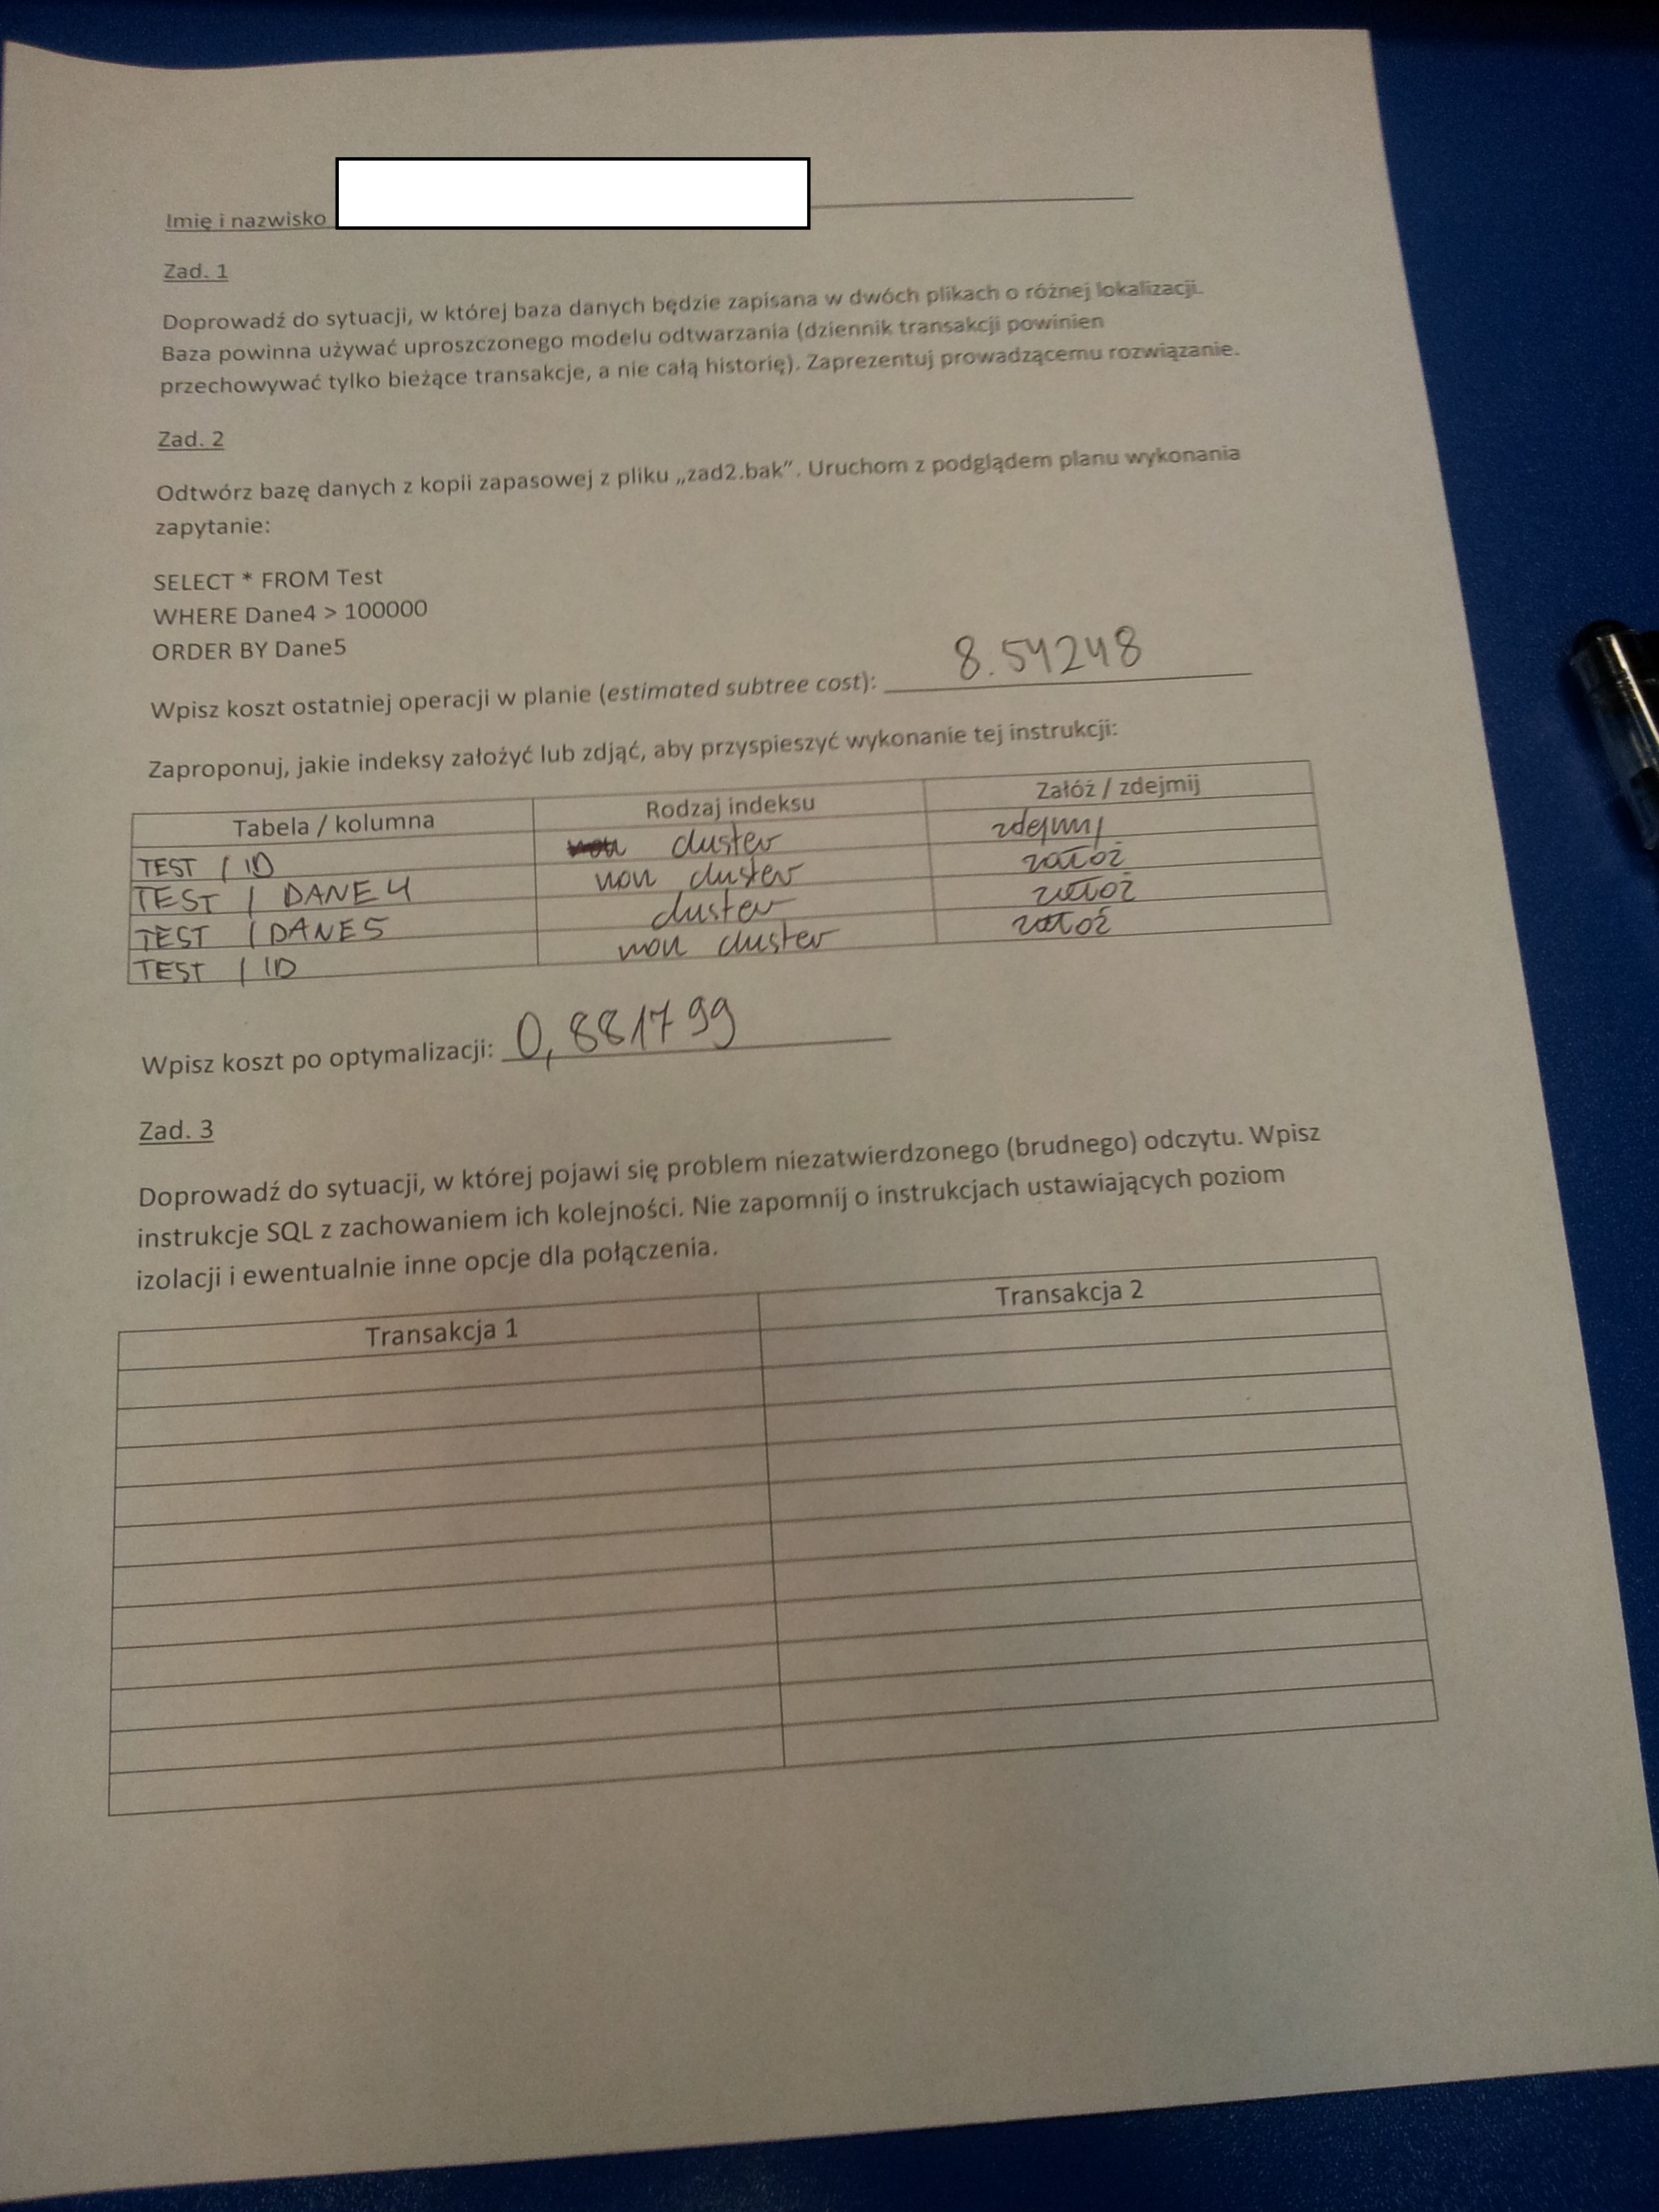 Imię i nazwisko
Zad. 1
Doprowadź do sytuacji, w której baza danych będzie zapisana w dwóch plikach o różnej lokalizacji.
Baza powinna używać uproszczonego modelu odtwarzania (dziennik transakcji powinien
przechowywać tylko bieżące transakcje, a nie całą historię). Zaprezentuj prowadzącemu rozwiązanie.
Zad. 2
Odtwórz bazę danych z kopii zapasowej z pliku „zad2.bak”. Uruchom z podglądem planu wykonania
zapytanie:
SELECT * FROM Test
WHERE Dane4 > 100000
ORDER BY Dane5
Wpisz koszt ostatniej operacji w planie (estimated subtree cost): 8.54248
Zaproponuj, jakie indeksy założyć lub zdjąć, aby przyspieszyć wykonanie tej instrukcji:
Tabela / kolumna Rodzaj indeksu Załóż / zdejmij
TEST / ID cluster zdejmij
TEST / DANE4 non cluster załóż
TEST / DANE5 cluster załóż
TEST / ID non cluster załóż
Wpisz koszt po optymalizacji: 0,881799
Zad. 3
Doprowadź do sytuacji, w której pojawi się problem niezatwierdzonego (brudnego) odczytu. Wpisz
instrukcje SQL z zachowaniem ich kolejności. Nie zapomnij o instrukcjach ustawiających poziom
izolacji i ewentualnie inne opcje dla połączenia.
Transakcja 1 Transakcja 2